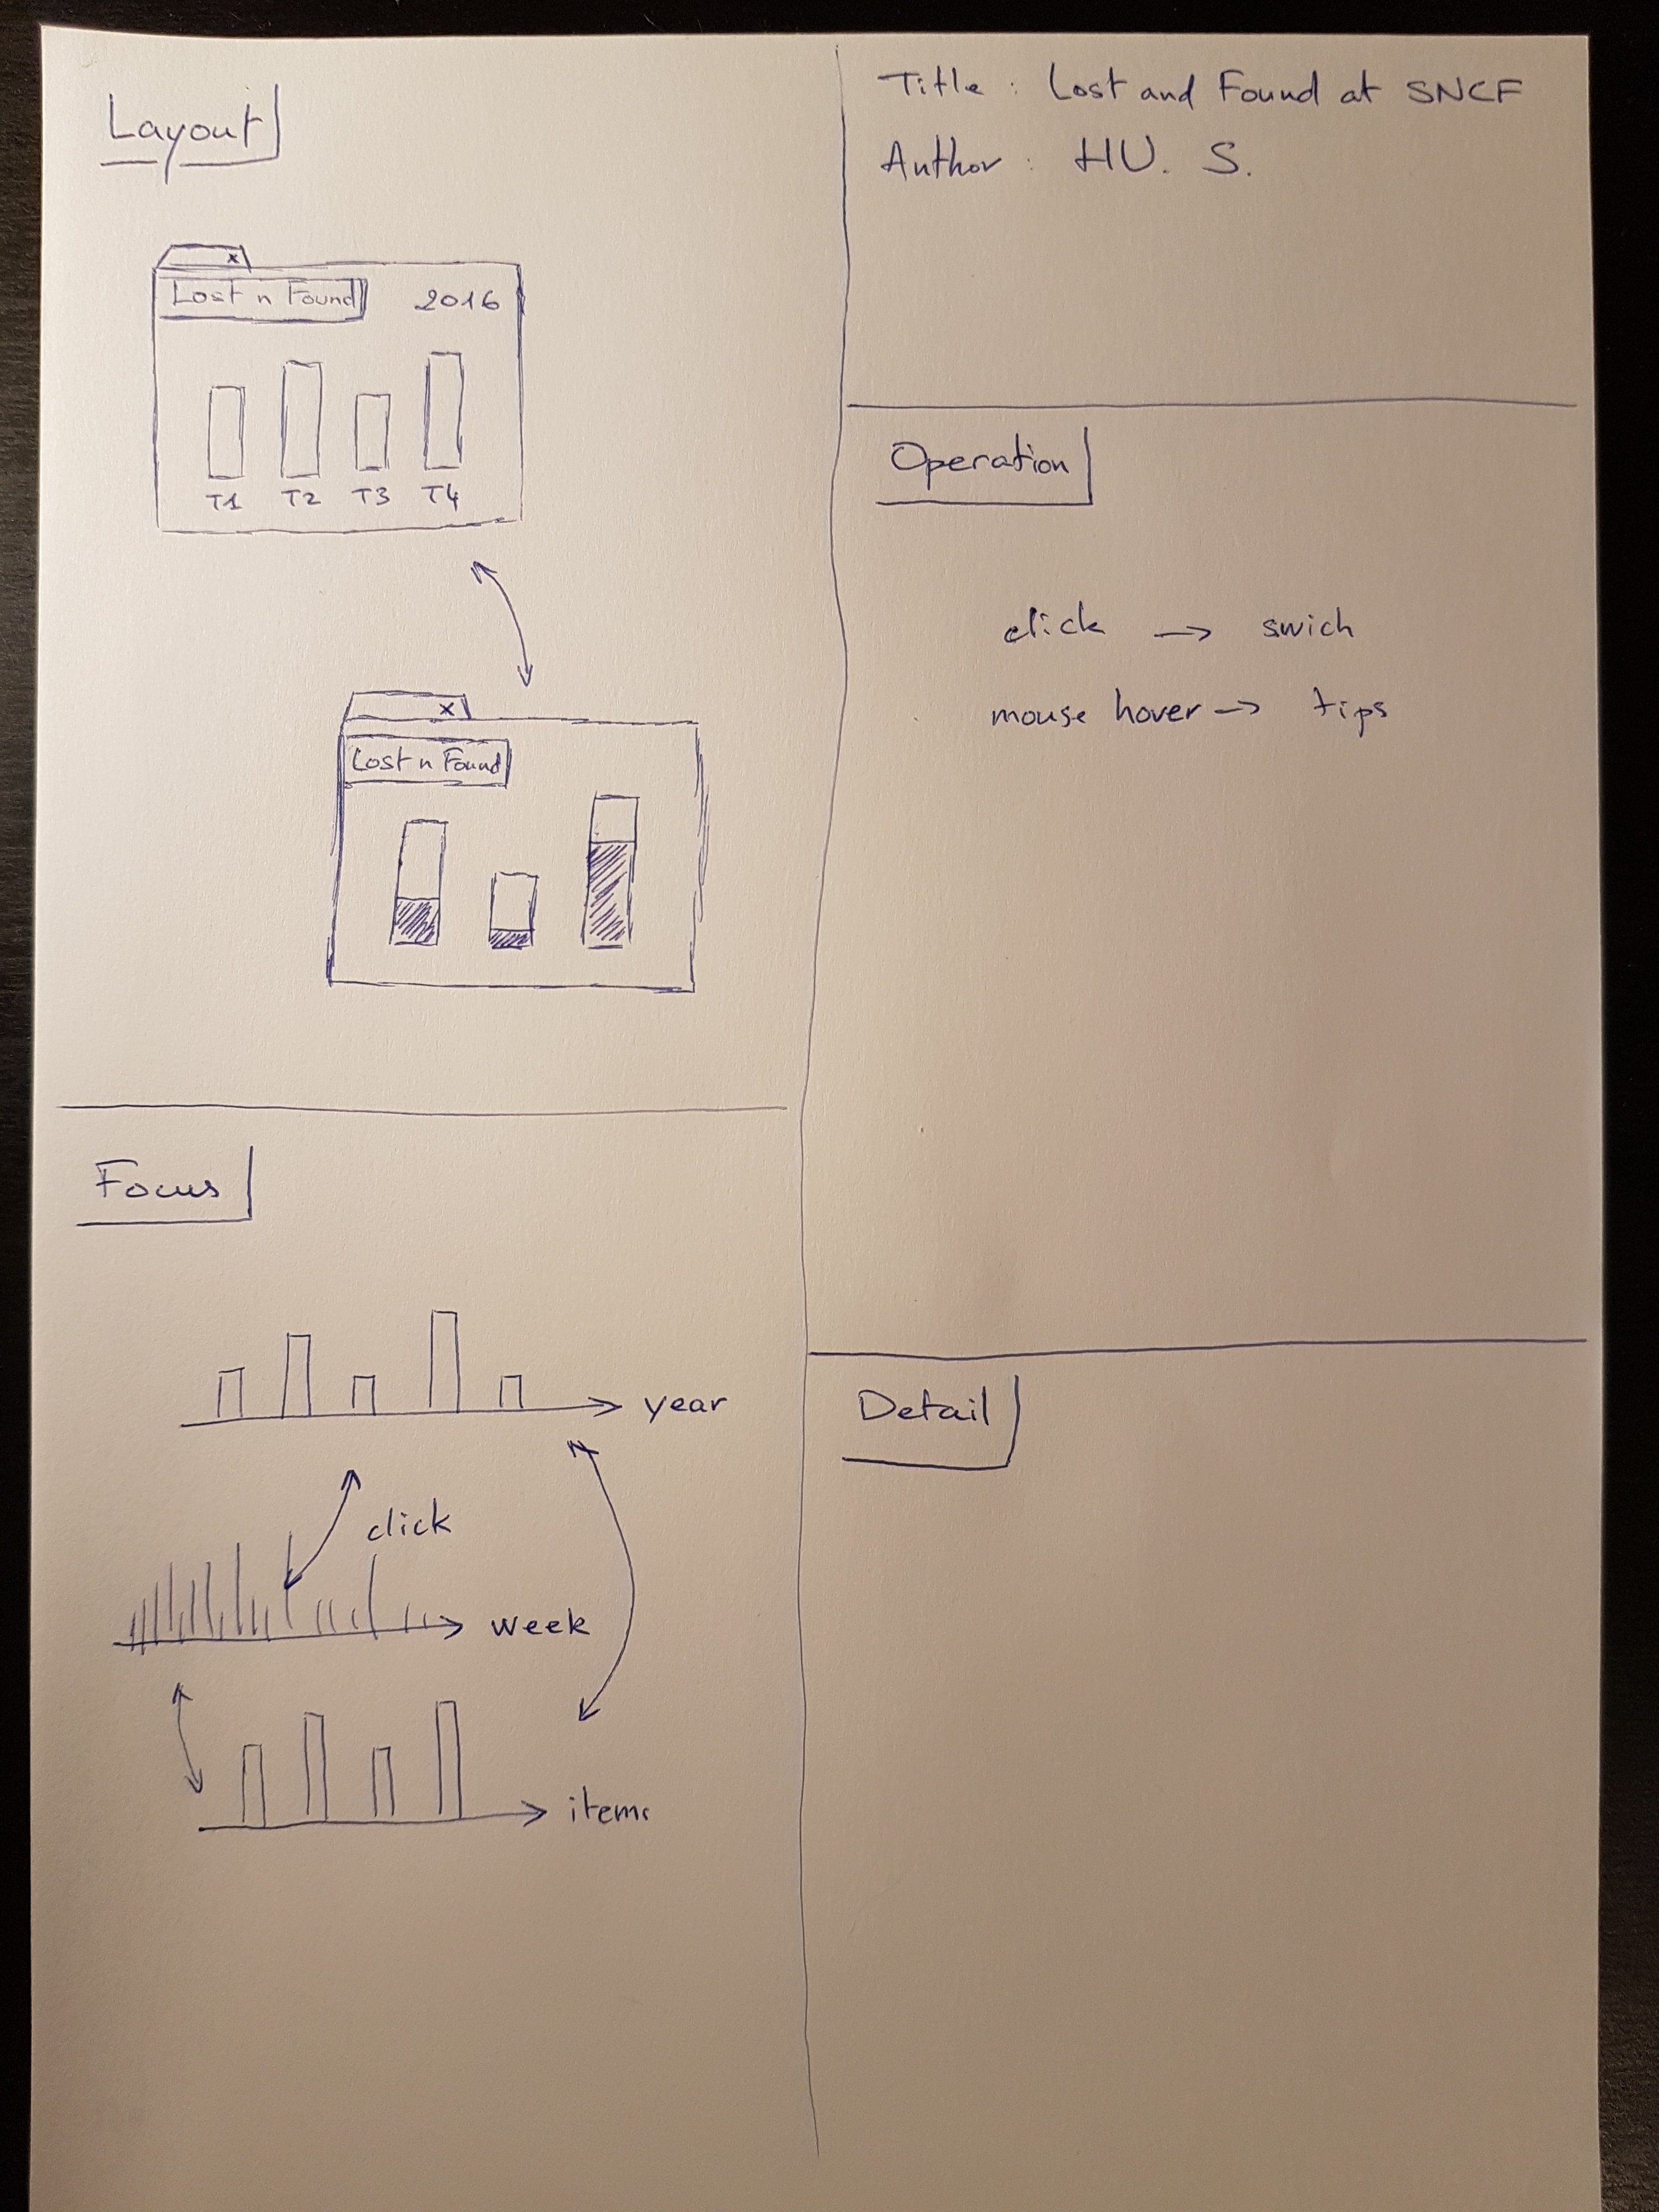 Layout
x
Lost n Found 2016
T1 T2 T3 T4
x
Lost n Found
Focus
year
click
week
items
Title : Lost and Found at SNCF
Author : HU. S.
Operation
click → swich
mouse hover → tips
Detail